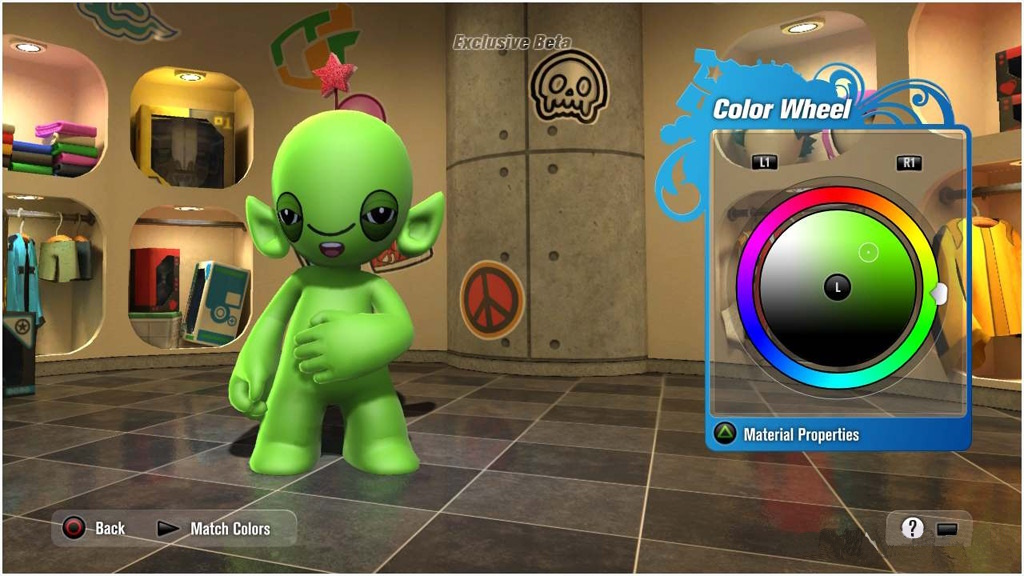 Exclusive Beta
Color Wheel
L1
R1
L
Material Properties
Back
Match Colors
?